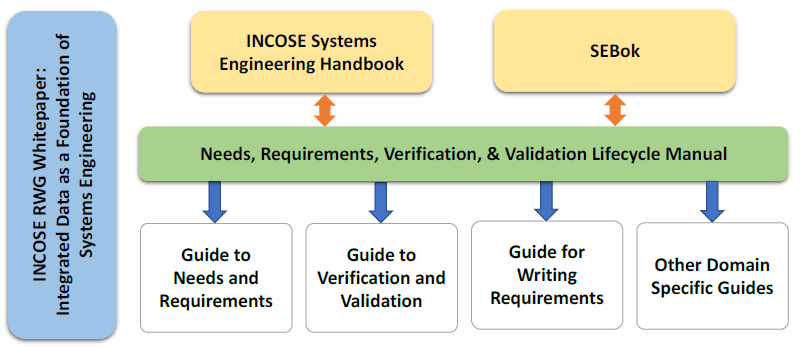 INCOSE RWG Whitepaper:
Integrated Data as a Foundation of
Systems Engineering
INCOSE Systems
Engineering Handbook
SEBok
Needs, Requirements, Verification, & Validation Lifecycle Manual
Guide to
Needs and
Requirements
Guide to
Verification and
Validation
Guide for
Writing
Requirements
Other Domain
Specific Guides